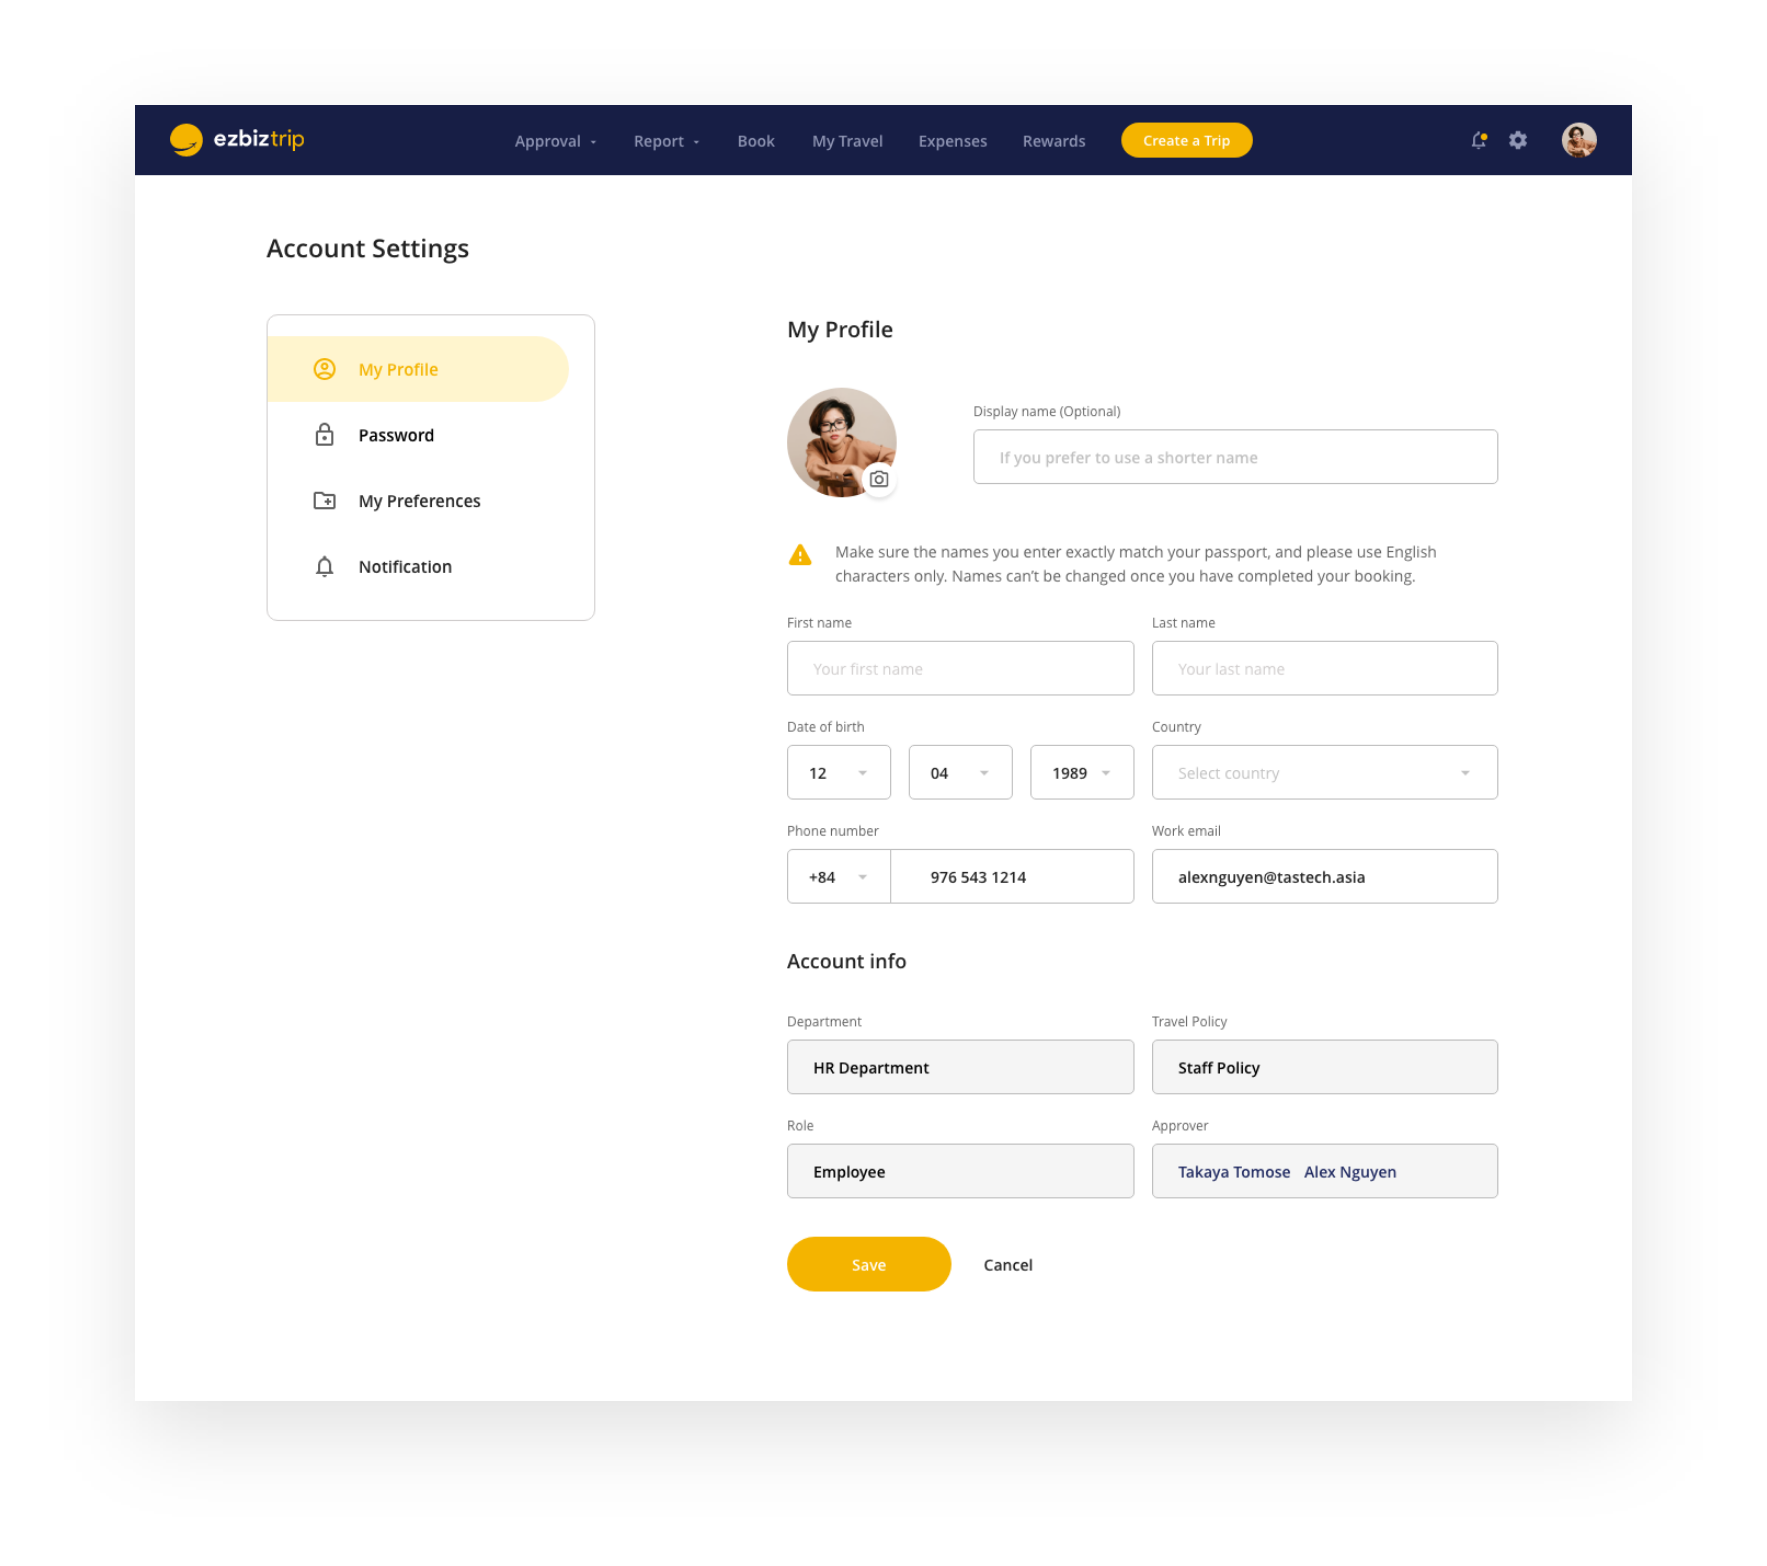 ezbiztrip
Approval
Report
Book
My Travel
Expenses
Rewards
Create a Trip
Account Settings
My Profile
Password
My Preferences
Notification
My Profile
Display name (Optional)
If you prefer to use a shorter name
Make sure the names you enter exactly match your passport, and please use English
characters only. Names can't be changed once you have completed your booking.
First name
Last name
Your first name
Your last name
Date of birth
Country
12
04
1989
Select country
Phone number
Work email
+84
976 543 1214
alexnguyen@tastech.asia
Account info
Department
Travel Policy
HR Department
Staff Policy
Role
Approver
Employee
Takaya Tomose Alex Nguyen
Save
Cancel